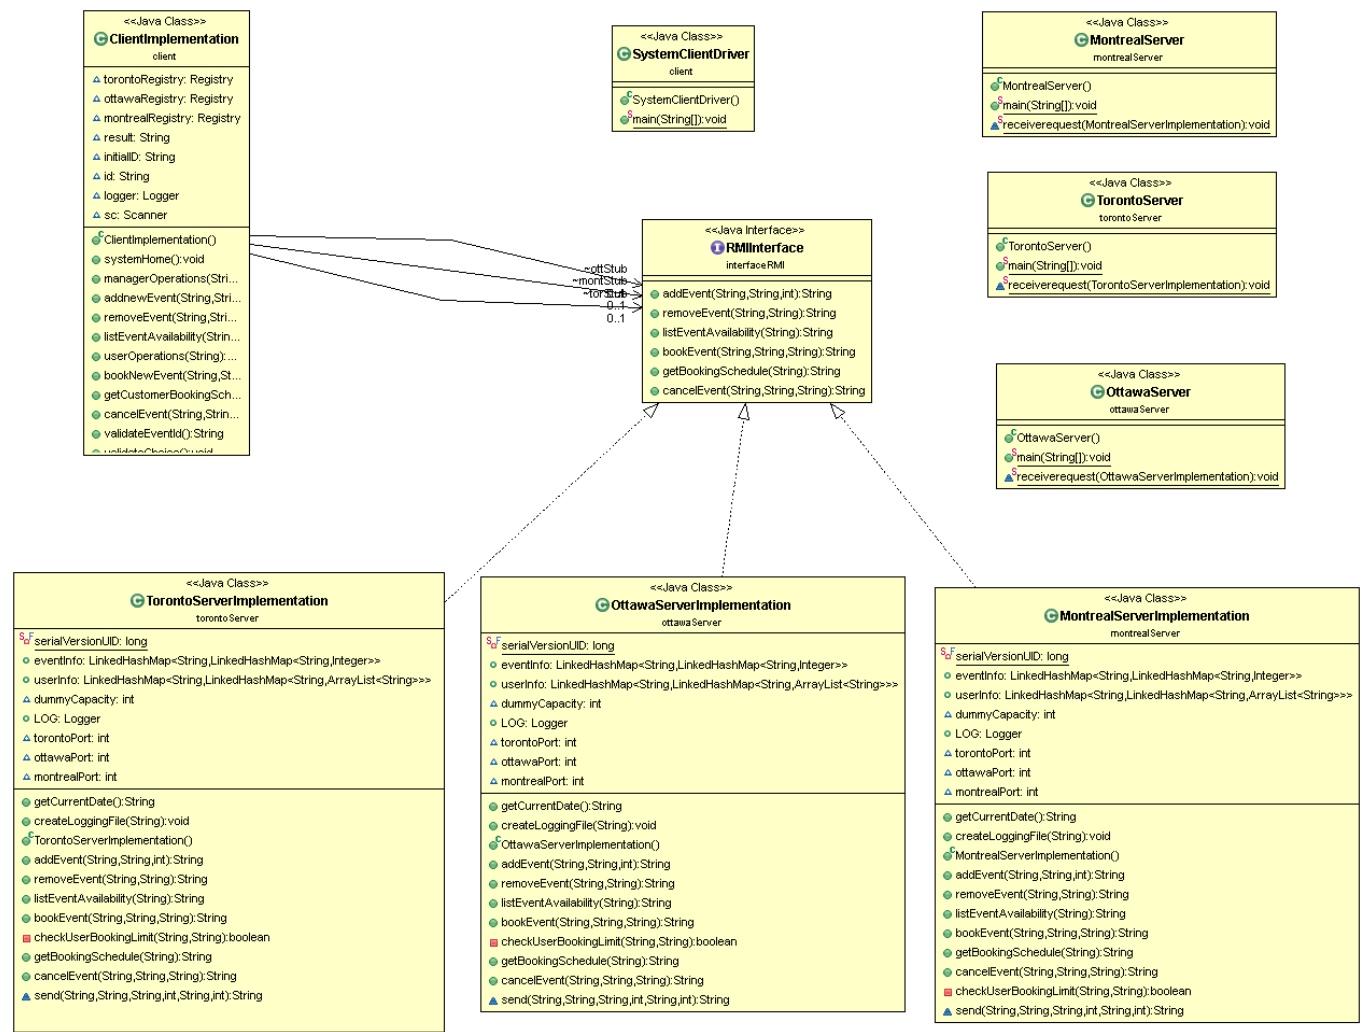 <<Java Class>>
ClientImplementation
client
torontoRegistry: Registry
ottawaRegistry: Registry
montrealRegistry: Registry
result: String
initialID: String
id: String
logger: Logger
sc: Scanner
ClientImplementation()
systemHome():void
managerOperations(Stri...
addnewEvent(String,Stri...
removeEvent(String,Stri...
listEventAvailability(Strin...
userOperations(String):...
bookNewEvent(String,St...
getCustomerBookingSch...
cancelEvent(String,Strin...
validateEventId():String
validateChoice():void
<<Java Class>>
SystemClientDriver
client
SystemClientDriver()
main(String[]):void
<<Java Class>>
MontrealServer
montrealServer
MontrealServer()
main(String[]):void
receiverequest(MontrealServerImplementation):void
<<Java Class>>
TorontoServer
torontoServer
TorontoServer()
main(String[]):void
receiverequest(TorontoServerImplementation):void
~ottStub
~montStub
~torStub
0..1
0..1
<<Java Interface>>
RMIInterface
interfaceRMI
addEvent(String,String,int):String
removeEvent(String,String):String
listEventAvailability(String):String
bookEvent(String,String,String):String
getBookingSchedule(String):String
cancelEvent(String,String,String):String
<<Java Class>>
OttawaServer
ottawaServer
OttawaServer()
main(String[]):void
receiverequest(OttawaServerImplementation):void
<<Java Class>>
TorontoServerImplementation
torontoServer
serialVersionUID: long
eventInfo: LinkedHashMap<String,LinkedHashMap<String,Integer>>
userInfo: LinkedHashMap<String,LinkedHashMap<String,ArrayList<String>>>
dummyCapacity: int
LOG: Logger
torontoPort: int
ottawaPort: int
montrealPort: int
getCurrentDate():String
createLoggingFile(String):void
TorontoServerImplementation()
addEvent(String,String,int):String
removeEvent(String,String):String
listEventAvailability(String):String
bookEvent(String,String,String):String
checkUserBookingLimit(String,String):boolean
getBookingSchedule(String):String
cancelEvent(String,String,String):String
send(String,String,String,int,String,int):String
<<Java Class>>
OttawaServerImplementation
ottawaServer
serialVersionUID: long
eventInfo: LinkedHashMap<String,LinkedHashMap<String,Integer>>
userInfo: LinkedHashMap<String,LinkedHashMap<String,ArrayList<String>>>
dummyCapacity: int
LOG: Logger
torontoPort: int
ottawaPort: int
montrealPort: int
getCurrentDate():String
createLoggingFile(String):void
OttawaServerImplementation()
addEvent(String,String,int):String
removeEvent(String,String):String
listEventAvailability(String):String
bookEvent(String,String,String):String
checkUserBookingLimit(String,String):boolean
getBookingSchedule(String):String
cancelEvent(String,String,String):String
send(String,String,String,int,String,int):String
<<Java Class>>
MontrealServerImplementation
montrealServer
serialVersionUID: long
eventInfo: LinkedHashMap<String,LinkedHashMap<String,Integer>>
userInfo: LinkedHashMap<String,LinkedHashMap<String,ArrayList<String>>>
dummyCapacity: int
LOG: Logger
torontoPort: int
ottawaPort: int
montrealPort: int
getCurrentDate():String
createLoggingFile(String):void
MontrealServerImplementation()
addEvent(String,String,int):String
removeEvent(String,String):String
listEventAvailability(String):String
bookEvent(String,String,String):String
getBookingSchedule(String):String
cancelEvent(String,String,String):String
checkUserBookingLimit(String,String):boolean
send(String,String,String,int,String,int):String